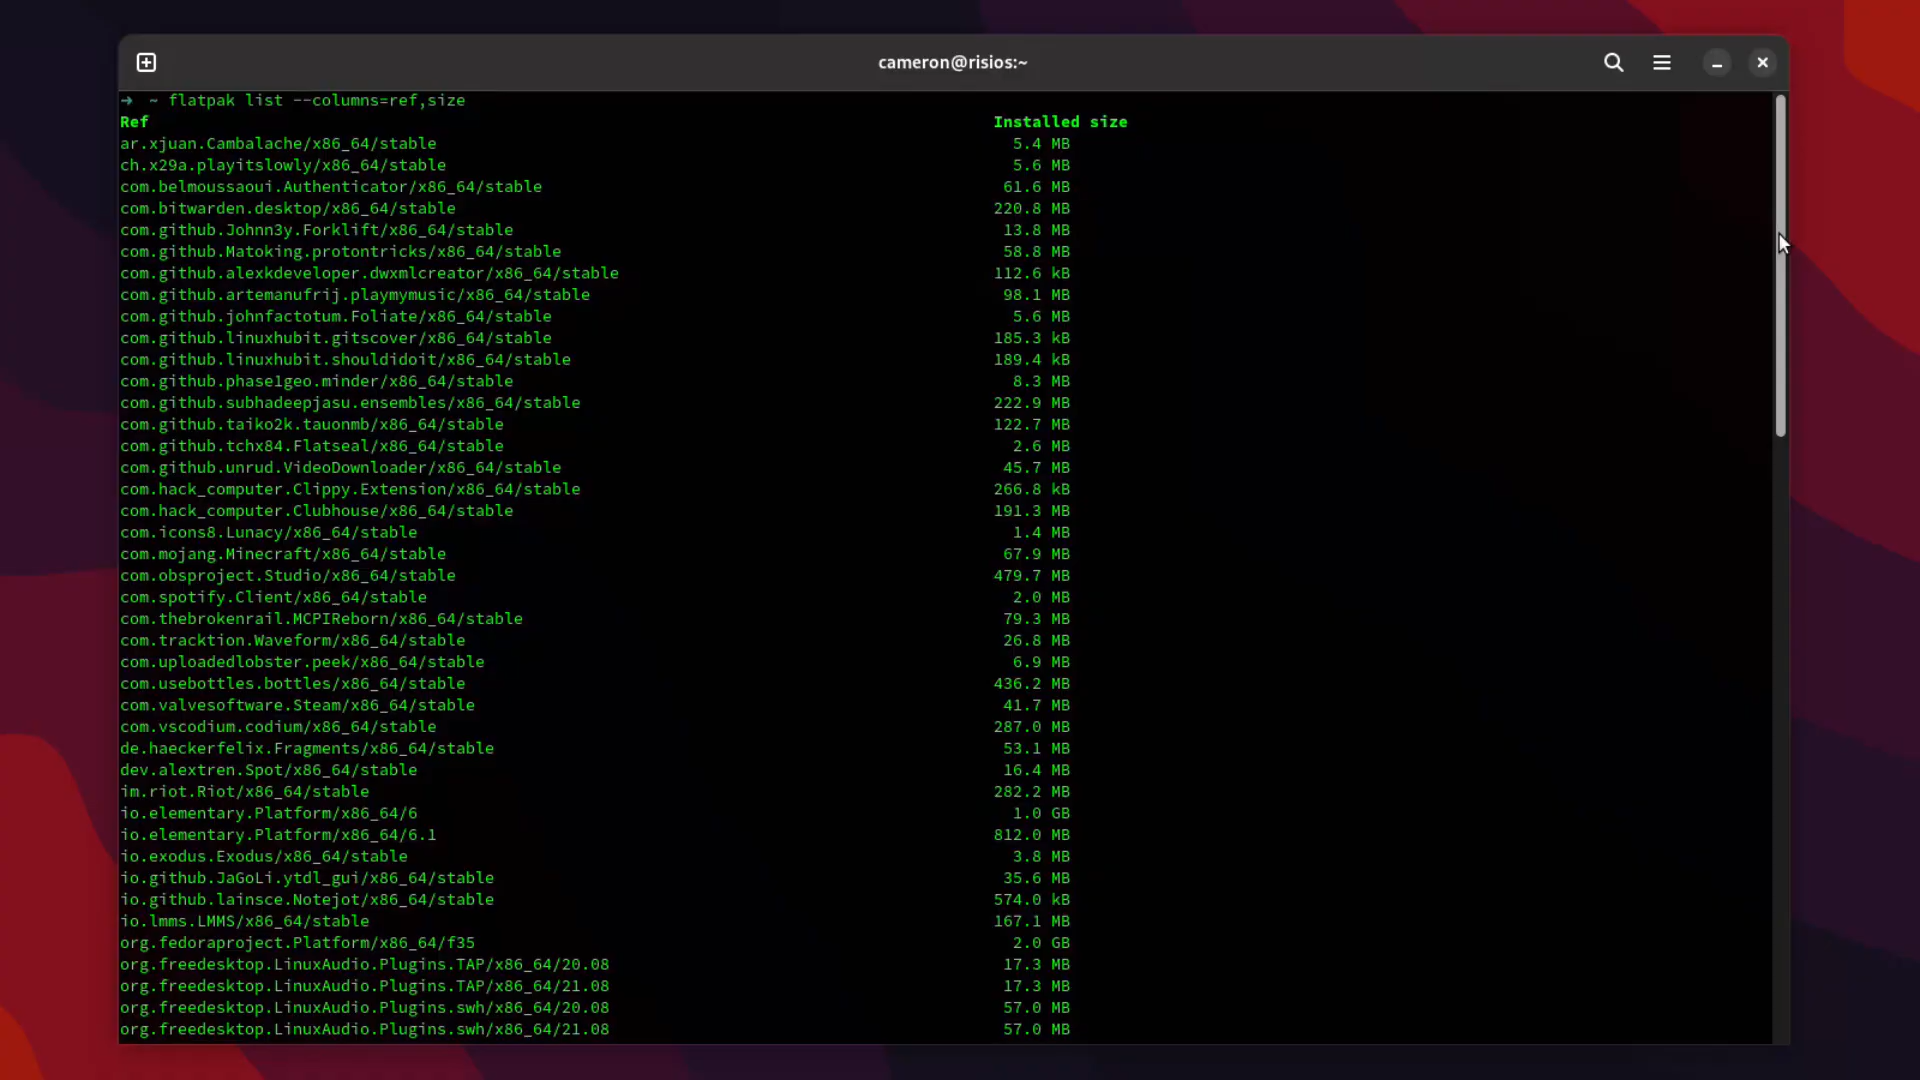 cameron@risios:~
➜ ~ flatpak list --columns=ref,size
Ref Installed size
ar.xjuan.Cambalache/x86_64/stable 5.4 MB
ch.x29a.playitslowly/x86_64/stable 5.6 MB
com.belmoussaoui.Authenticator/x86_64/stable 61.6 MB
com.bitwarden.desktop/x86_64/stable 220.8 MB
com.github.Johnn3y.Forklift/x86_64/stable 13.8 MB
com.github.Matoking.protontricks/x86_64/stable 58.8 MB
com.github.alexkdeveloper.dwxmlcreator/x86_64/stable 112.6 kB
com.github.artemanufrij.playmymusic/x86_64/stable 98.1 MB
com.github.johnfactotum.Foliate/x86_64/stable 5.6 MB
com.github.linuxhubit.gitscover/x86_64/stable 185.3 kB
com.github.linuxhubit.shouldidoit/x86_64/stable 189.4 kB
com.github.phase1geo.minder/x86_64/stable 8.3 MB
com.github.subhadeepjasu.ensembles/x86_64/stable 222.9 MB
com.github.taiko2k.tauonmb/x86_64/stable 122.7 MB
com.github.tchx84.Flatseal/x86_64/stable 2.6 MB
com.github.unrud.VideoDownloader/x86_64/stable 45.7 MB
com.hack_computer.Clippy.Extension/x86_64/stable 266.8 kB
com.hack_computer.Clubhouse/x86_64/stable 191.3 MB
com.icons8.Lunacy/x86_64/stable 1.4 MB
com.mojang.Minecraft/x86_64/stable 67.9 MB
com.obsproject.Studio/x86_64/stable 479.7 MB
com.spotify.Client/x86_64/stable 2.0 MB
com.thebrokenrail.MCPIReborn/x86_64/stable 79.3 MB
com.tracktion.Waveform/x86_64/stable 26.8 MB
com.uploadedlobster.peek/x86_64/stable 6.9 MB
com.usebottles.bottles/x86_64/stable 436.2 MB
com.valvesoftware.Steam/x86_64/stable 41.7 MB
com.vscodium.codium/x86_64/stable 287.0 MB
de.haeckerfelix.Fragments/x86_64/stable 53.1 MB
dev.alextren.Spot/x86_64/stable 16.4 MB
im.riot.Riot/x86_64/stable 282.2 MB
io.elementary.Platform/x86_64/6 1.0 GB
io.elementary.Platform/x86_64/6.1 812.0 MB
io.exodus.Exodus/x86_64/stable 3.8 MB
io.github.JaGoLi.ytdl_gui/x86_64/stable 35.6 MB
io.github.lainsce.Notejot/x86_64/stable 574.0 kB
io.lmms.LMMS/x86_64/stable 167.1 MB
org.fedoraproject.Platform/x86_64/f35 2.0 GB
org.freedesktop.LinuxAudio.Plugins.TAP/x86_64/20.08 17.3 MB
org.freedesktop.LinuxAudio.Plugins.TAP/x86_64/21.08 17.3 MB
org.freedesktop.LinuxAudio.Plugins.swh/x86_64/20.08 57.0 MB
org.freedesktop.LinuxAudio.Plugins.swh/x86_64/21.08 57.0 MB